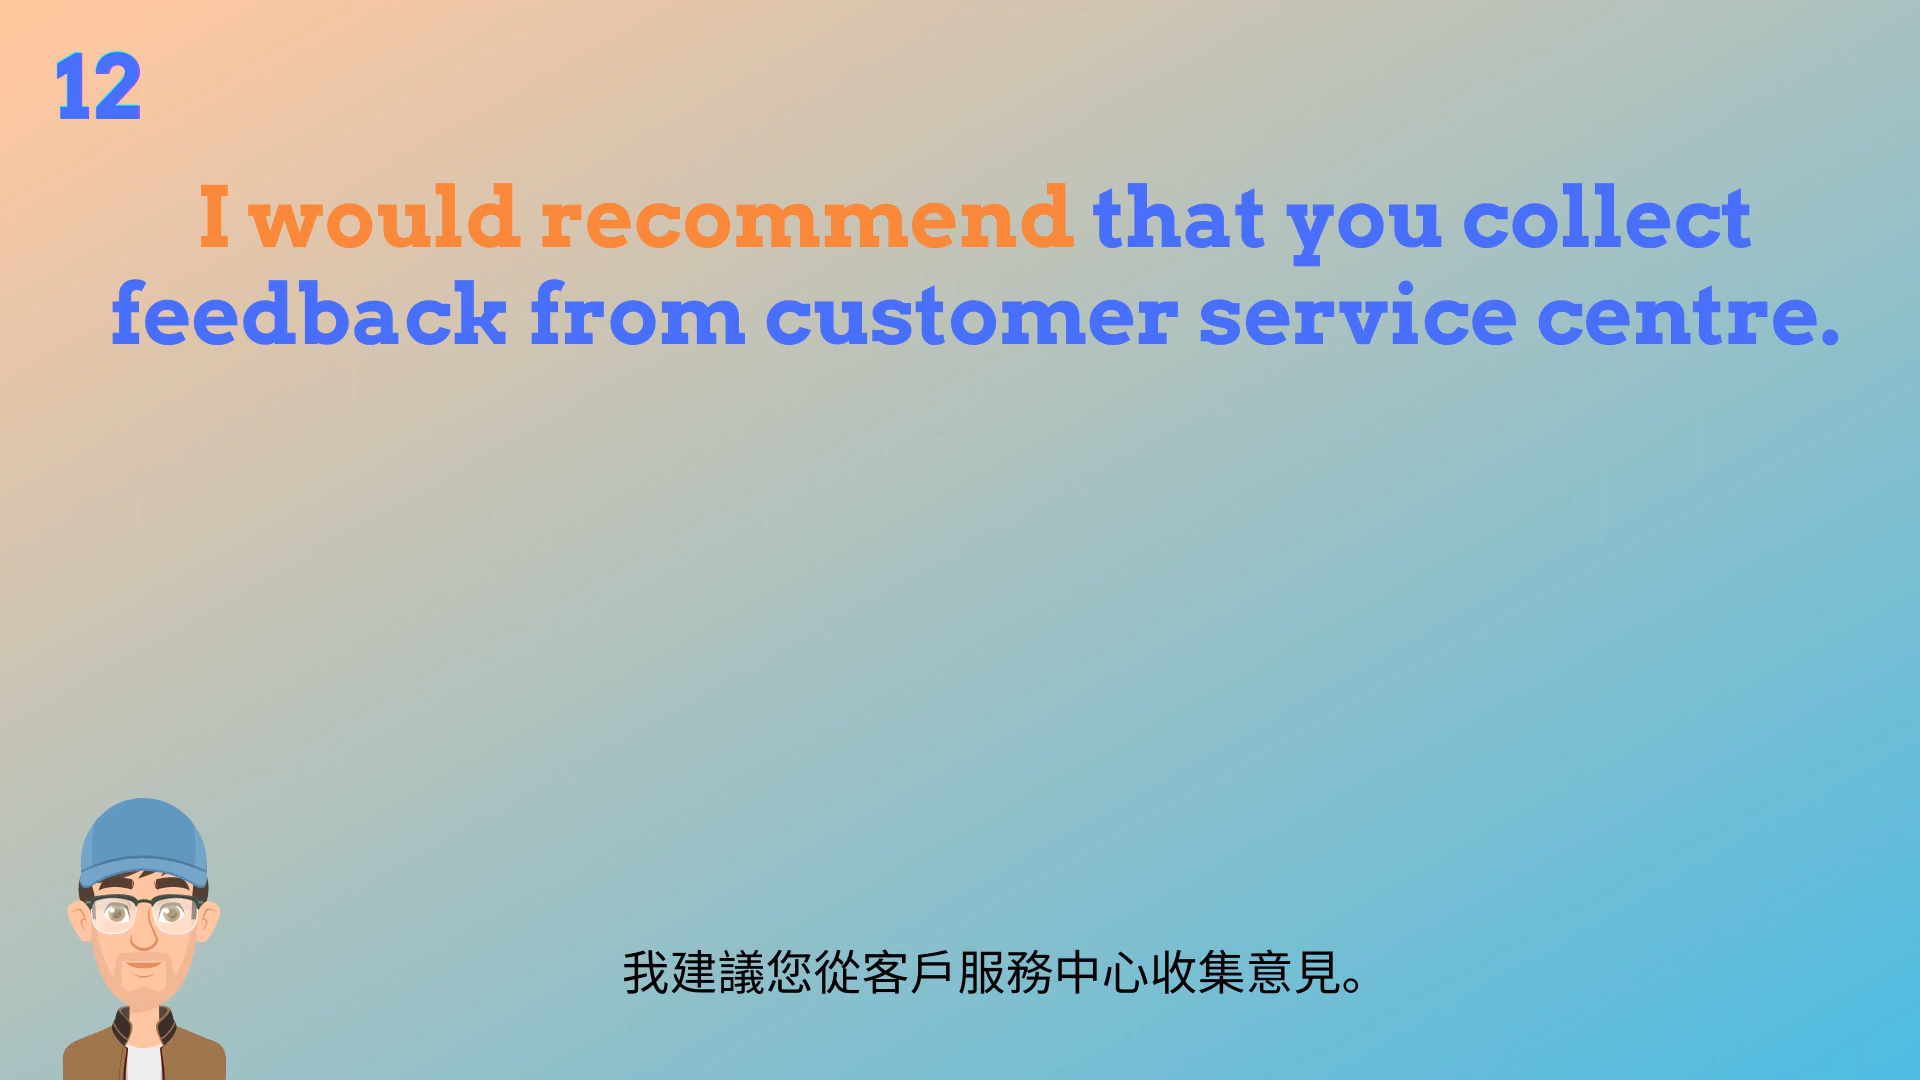 12
I would recommend that you collect
feedback from customer service centre.
我建議您從客戶服務中心收集意見。